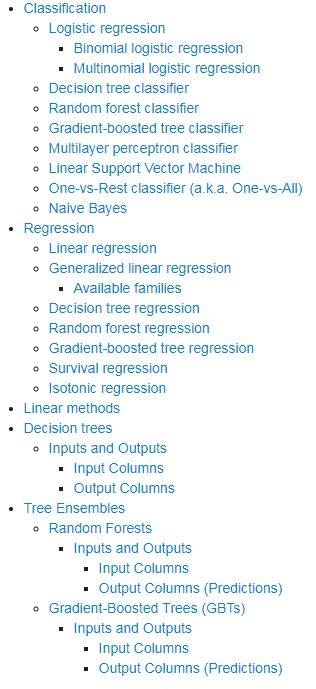 Classification
Logistic regression
Binomial logistic regression
Multinomial logistic regression
Decision tree classifier
Random forest classifier
Gradient-boosted tree classifier
Multilayer perceptron classifier
Linear Support Vector Machine
One-vs-Rest classifier (a.k.a. One-vs-All)
Naive Bayes
Regression
Linear regression
Generalized linear regression
Available families
Decision tree regression
Random forest regression
Gradient-boosted tree regression
Survival regression
Isotonic regression
Linear methods
Decision trees
Inputs and Outputs
Input Columns
Output Columns
Tree Ensembles
Random Forests
Inputs and Outputs
Input Columns
Output Columns (Predictions)
Gradient-Boosted Trees (GBTs)
Inputs and Outputs
Input Columns
Output Columns (Predictions)